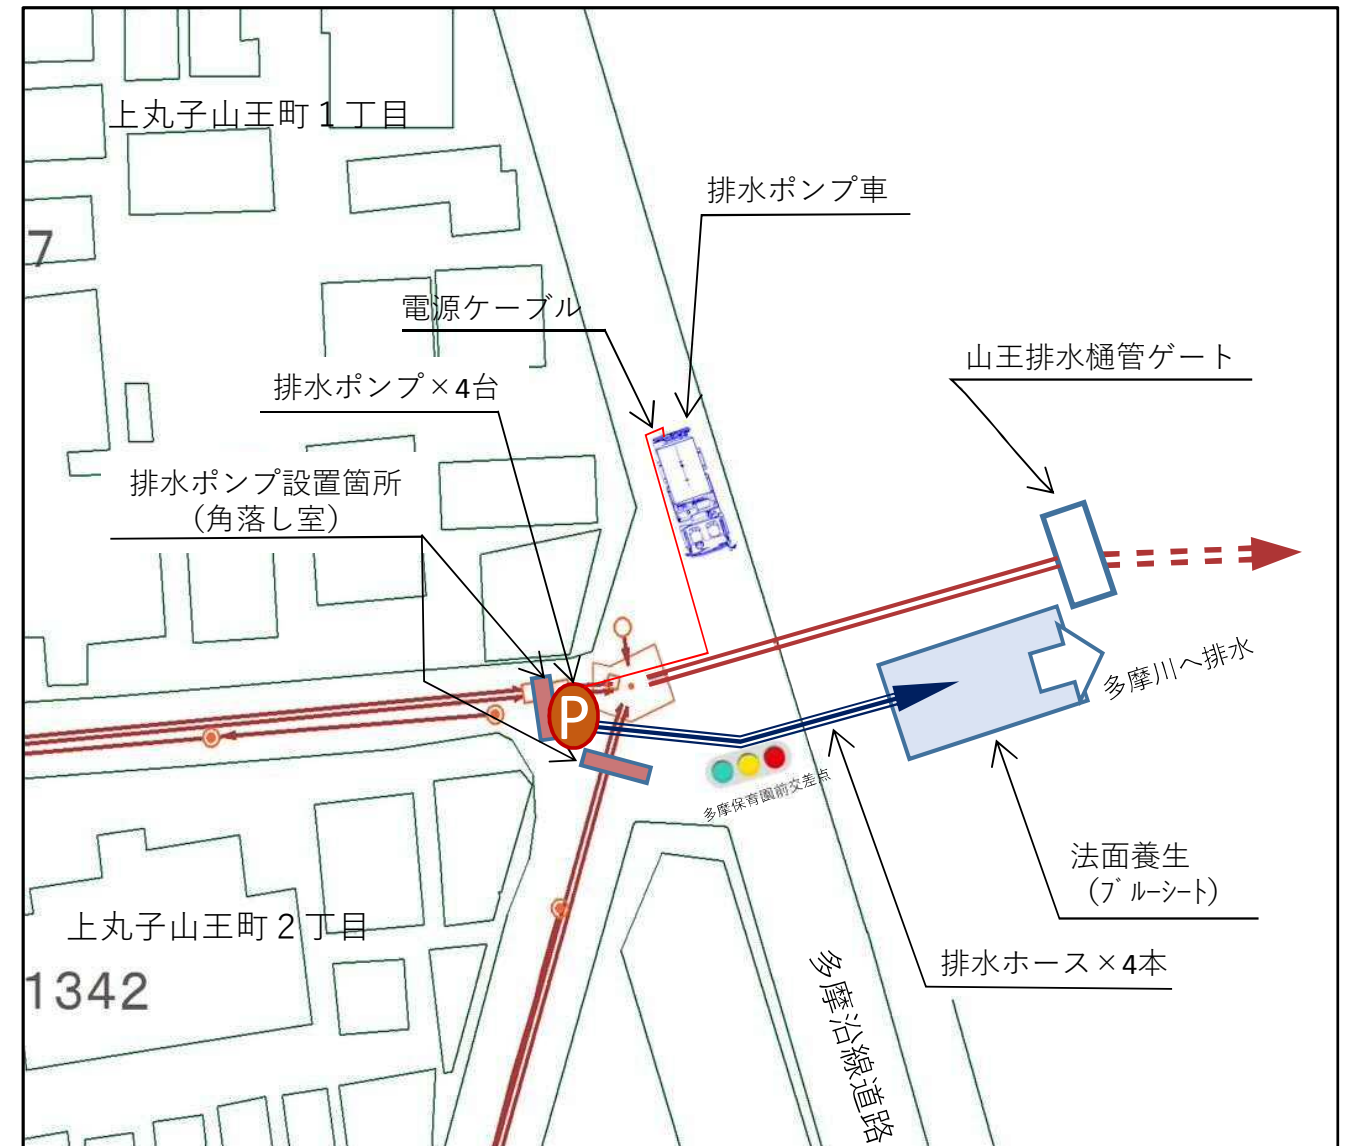 上丸子山王町１丁目
排水ポンプ車
7
電源ケーブル
山王排水樋管ゲート
排水ポンプ×4台
排水ポンプ設置箇所
（角落し室）
多摩川へ排水
P
多摩保育園前交差点
法面養生
（ﾌﾞﾙｰｼｰﾄ）
上丸子山王町２丁目
排水ホース×4本
1342
多摩沿線道路